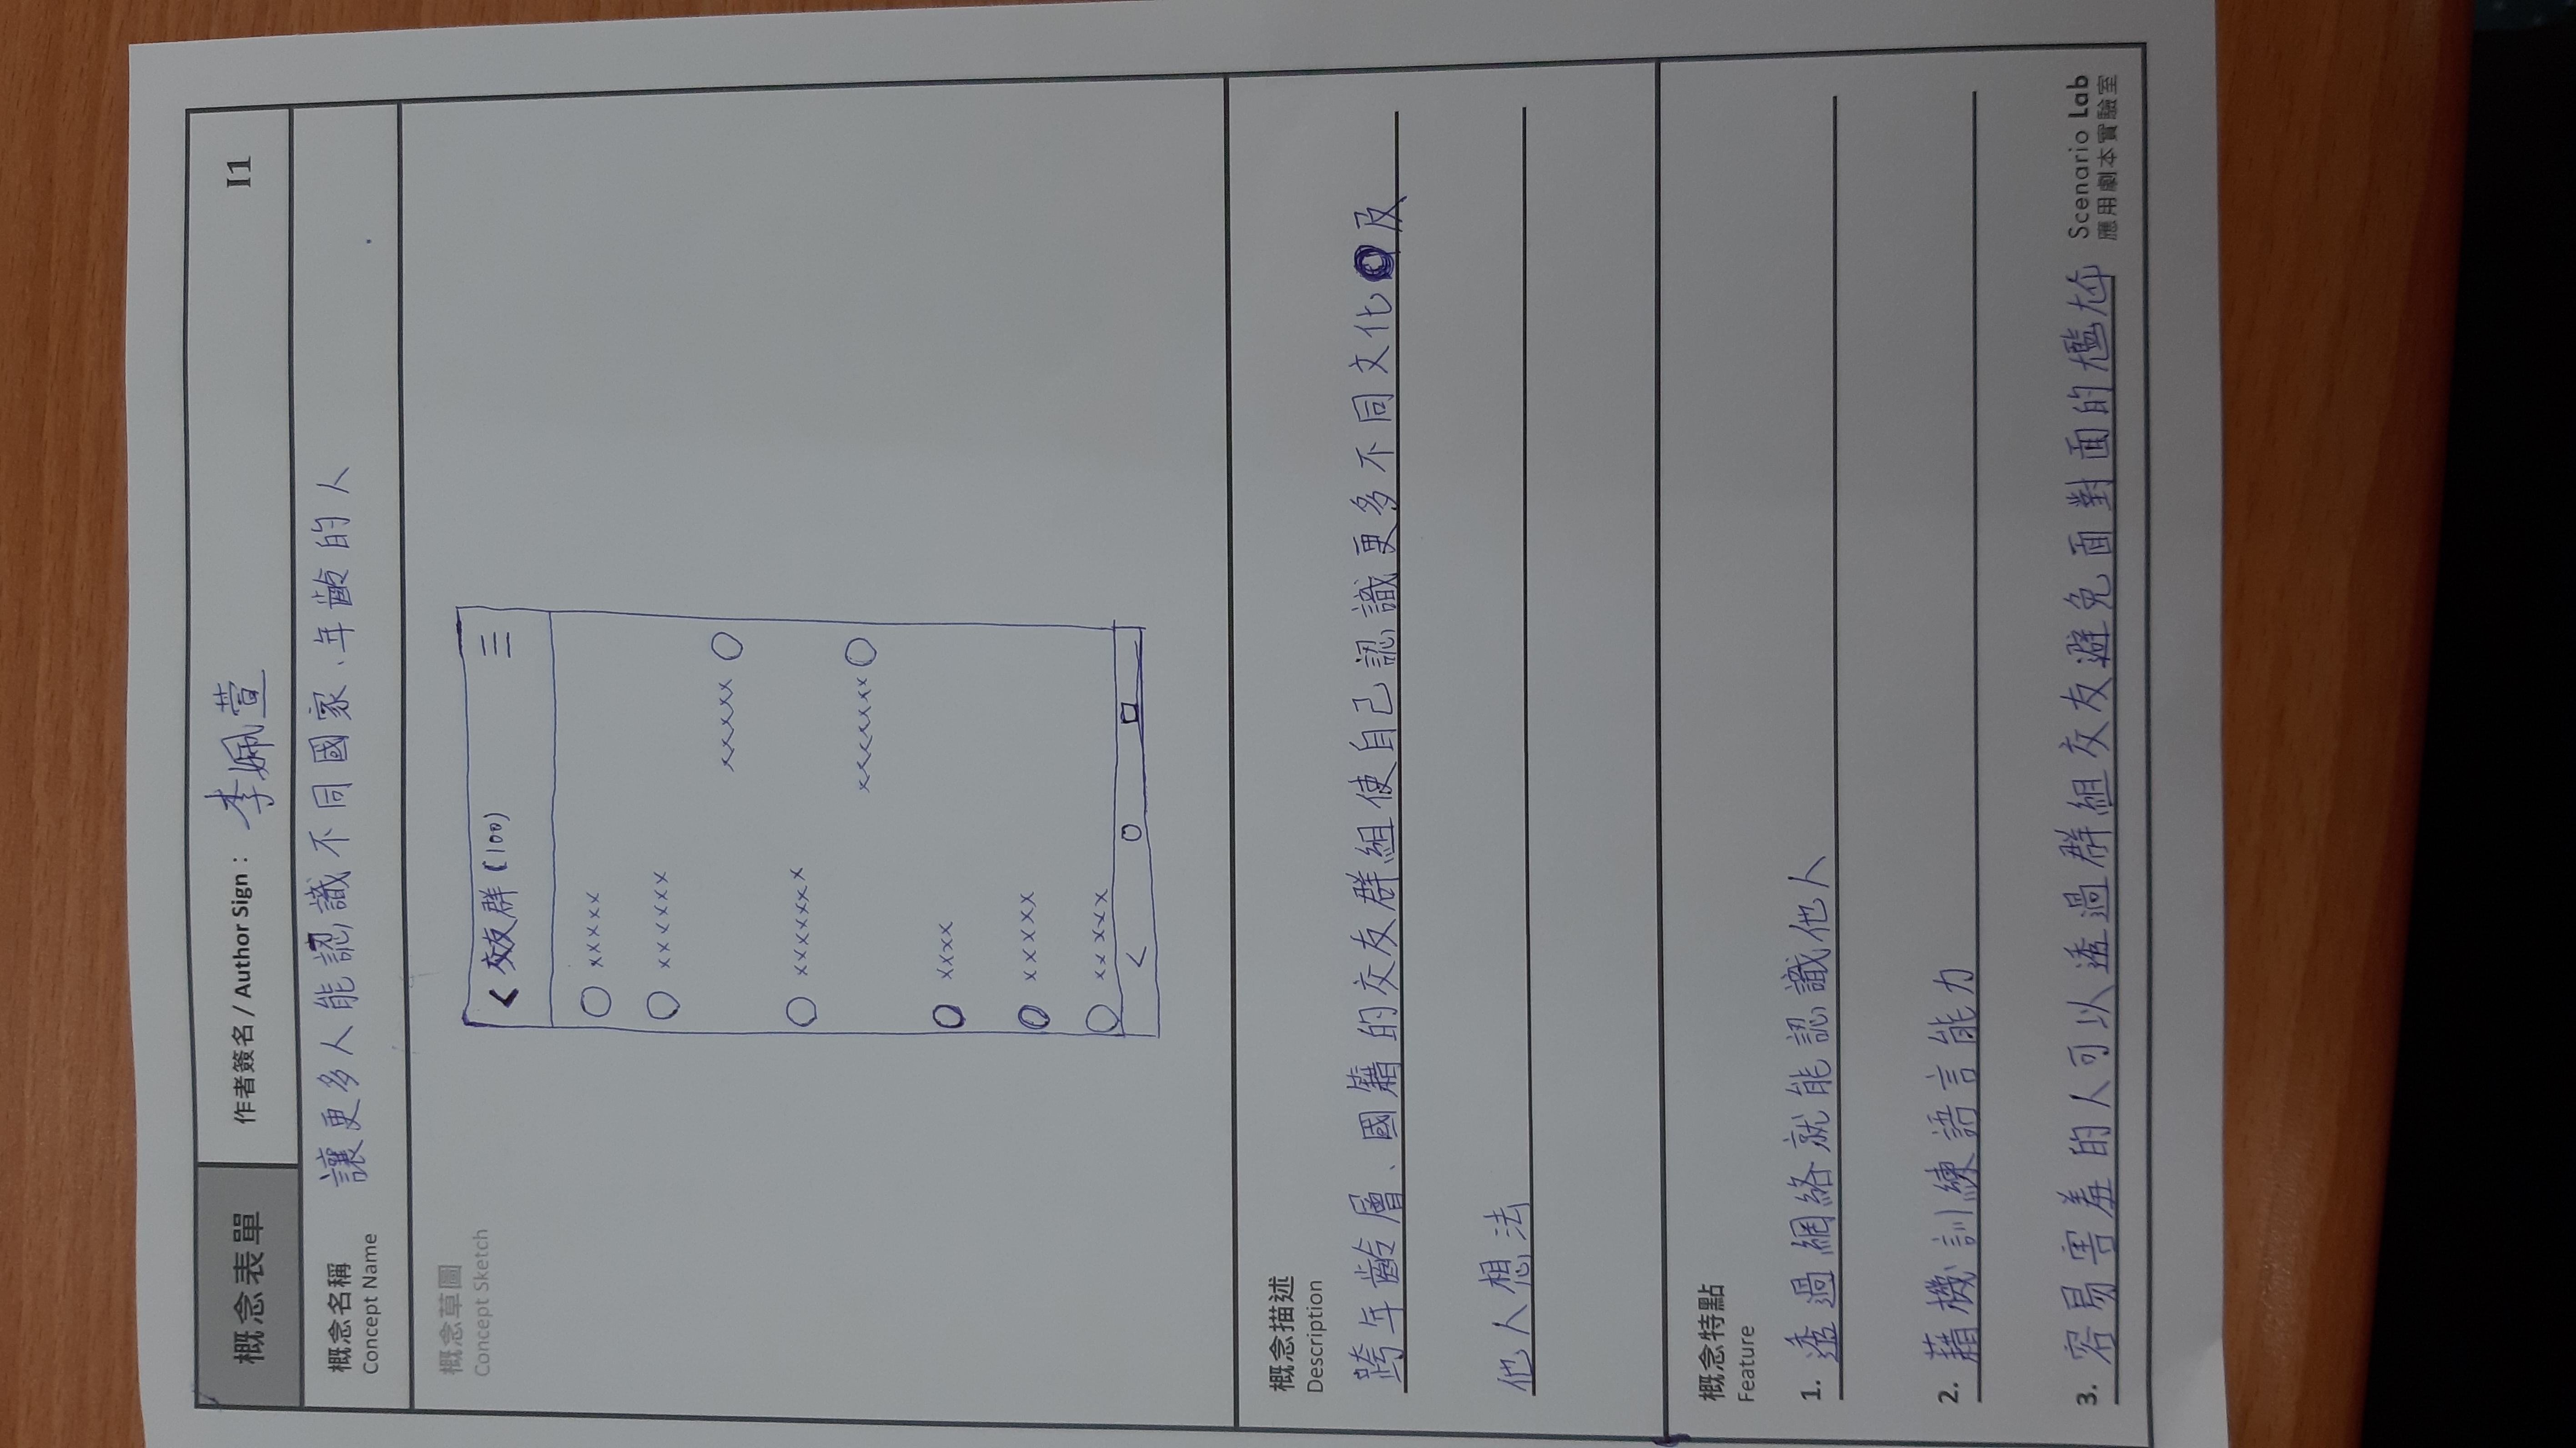 概念表單
作者簽名 / Author Sign : 李姵萱
I1
概念名稱
Concept Name
讓更多人能認識不同國家、年齡的人
概念草圖
Concept Sketch
< 交友群 (100)
xxxxx
xxxxxx
xxxxx
xxxxxxx
xxxxxxx
xxxx
xxxxx
xxxxx
概念描述
Description
跨年齡層、國籍的交友群組使自己認識更多不同文化及
他人想法
概念特點
Feature
1. 透過網絡就能認識他人
2. 藉機訓練語言能力
3. 容易害羞的人可以透過群組交友避免面對面的尷尬
Scenario Lab
應用劇本實驗室